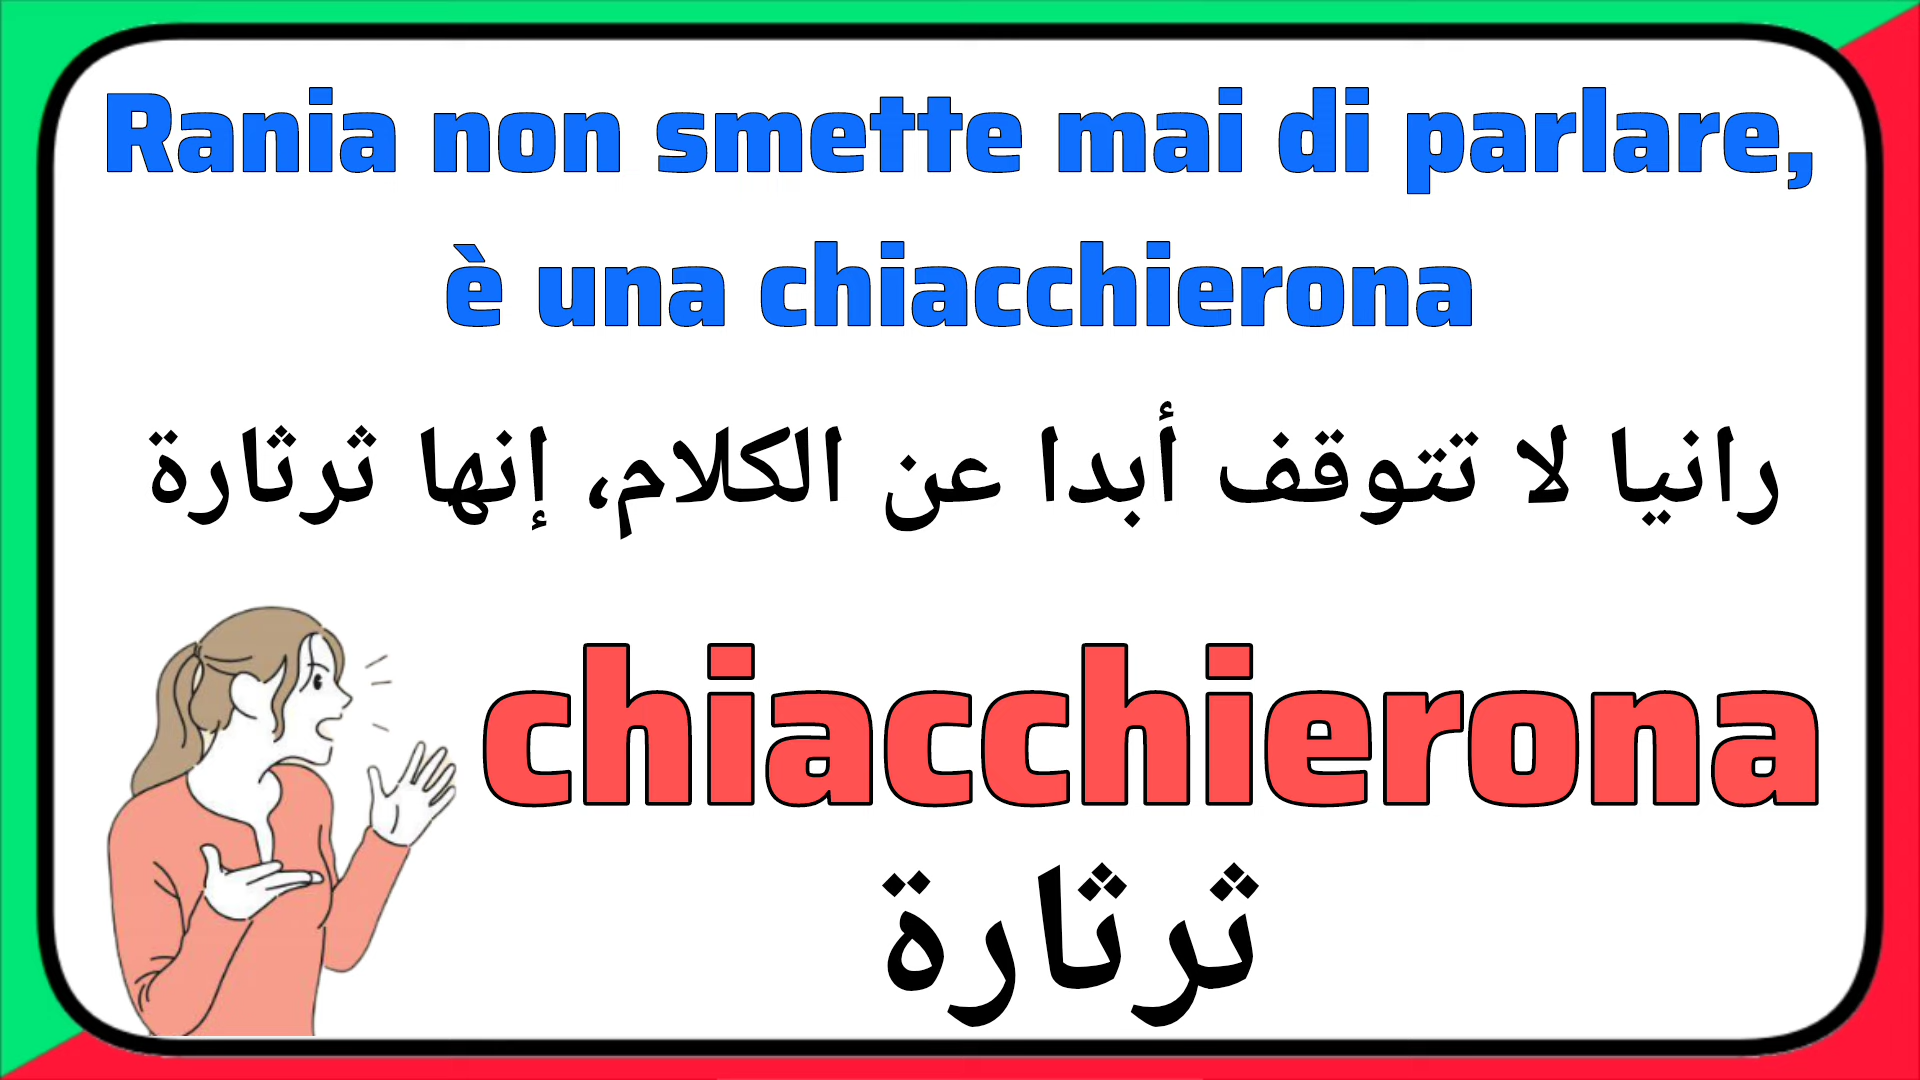 Rania non smette mai di parlare,
è una chiacchierona
رانيا لا تتوقف أبدا عن الكلام، إنها ثرثارة
chiacchierona
ثرثارة